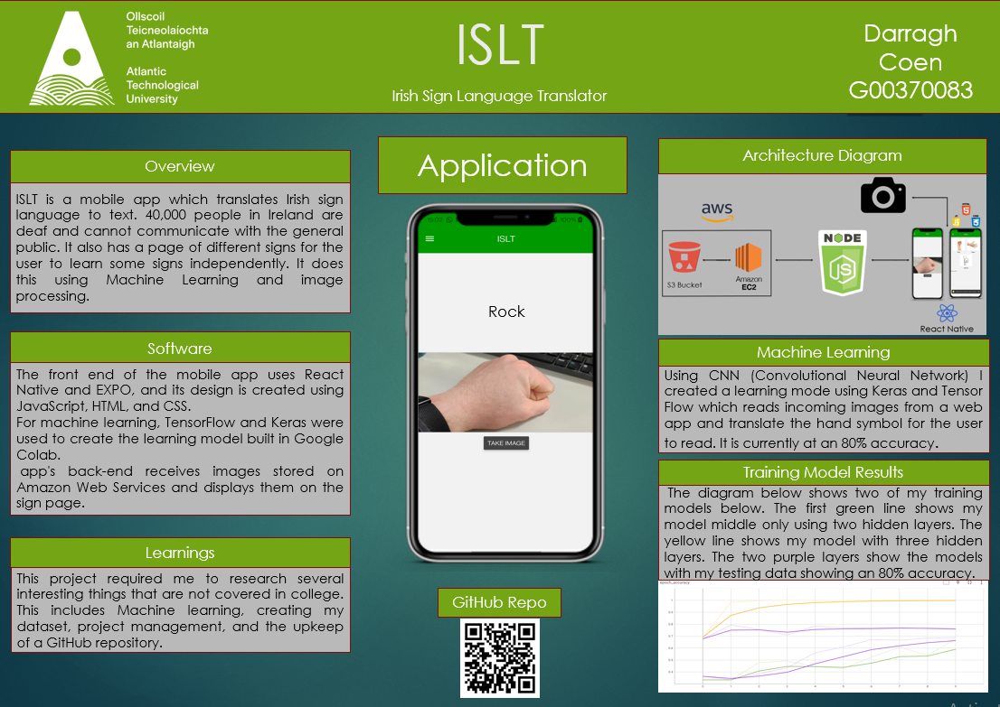 Ollscoil
Teicneolaíochta
an Atlantaigh
Atlantic
Technological
University
ISLT
Irish Sign Language Translator
Darragh
Coen
G00370083
Overview
ISLT is a mobile app which translates Irish sign
language to text. 40,000 people in Ireland are
deaf and cannot communicate with the general
public. It also has a page of different signs for the
user to learn some signs independently. It does
this using Machine Learning and image
processing.
Software
The front end of the mobile app uses React
Native and EXPO, and its design is created using
JavaScript, HTML, and CSS.
For machine learning, TensorFlow and Keras were
used to create the learning model built in Google
Colab.
app's back-end receives images stored on
Amazon Web Services and displays them on the
sign page.
Learnings
This project required me to research several
interesting things that are not covered in college.
This includes Machine learning, creating my
dataset, project management, and the upkeep
of a GitHub repository.
Application
15:02
100%
ISLT
Rock
TAKE IMAGE
GitHub Repo
Architecture Diagram
aws
S3 Bucket
Amazon
EC2
NODE
JS
React Native
Machine Learning
Using CNN (Convolutional Neural Network) I
created a learning mode using Keras and Tensor
Flow which reads incoming images from a web
app and translate the hand symbol for the user
to read. It is currently at an 80% accuracy.
Training Model Results
The diagram below shows two of my training
models below. The first green line shows my
model middle only using two hidden layers. The
yellow line shows my model with three hidden
layers. The two purple layers show the models
with my testing data showing an 80% accuracy.